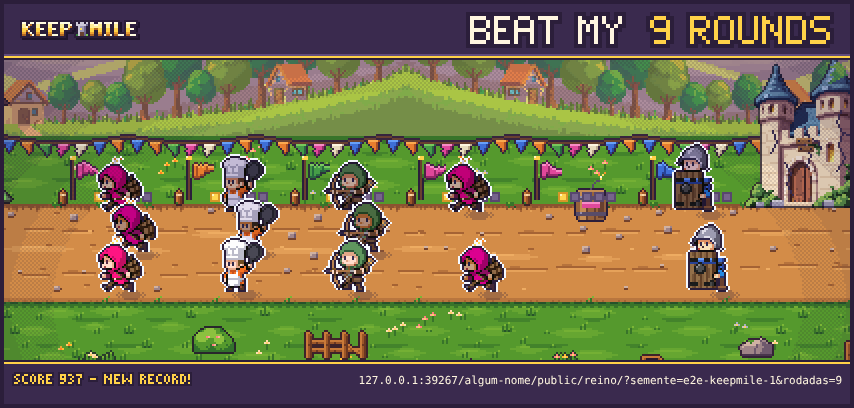 KEEP MILE
BEAT MY 9 ROUNDS
SCORE 937 - NEW RECORD!
127.0.0.1:39267/algum-nome/public/reino/?semente=e2e-keepmile-1&rodadas=9